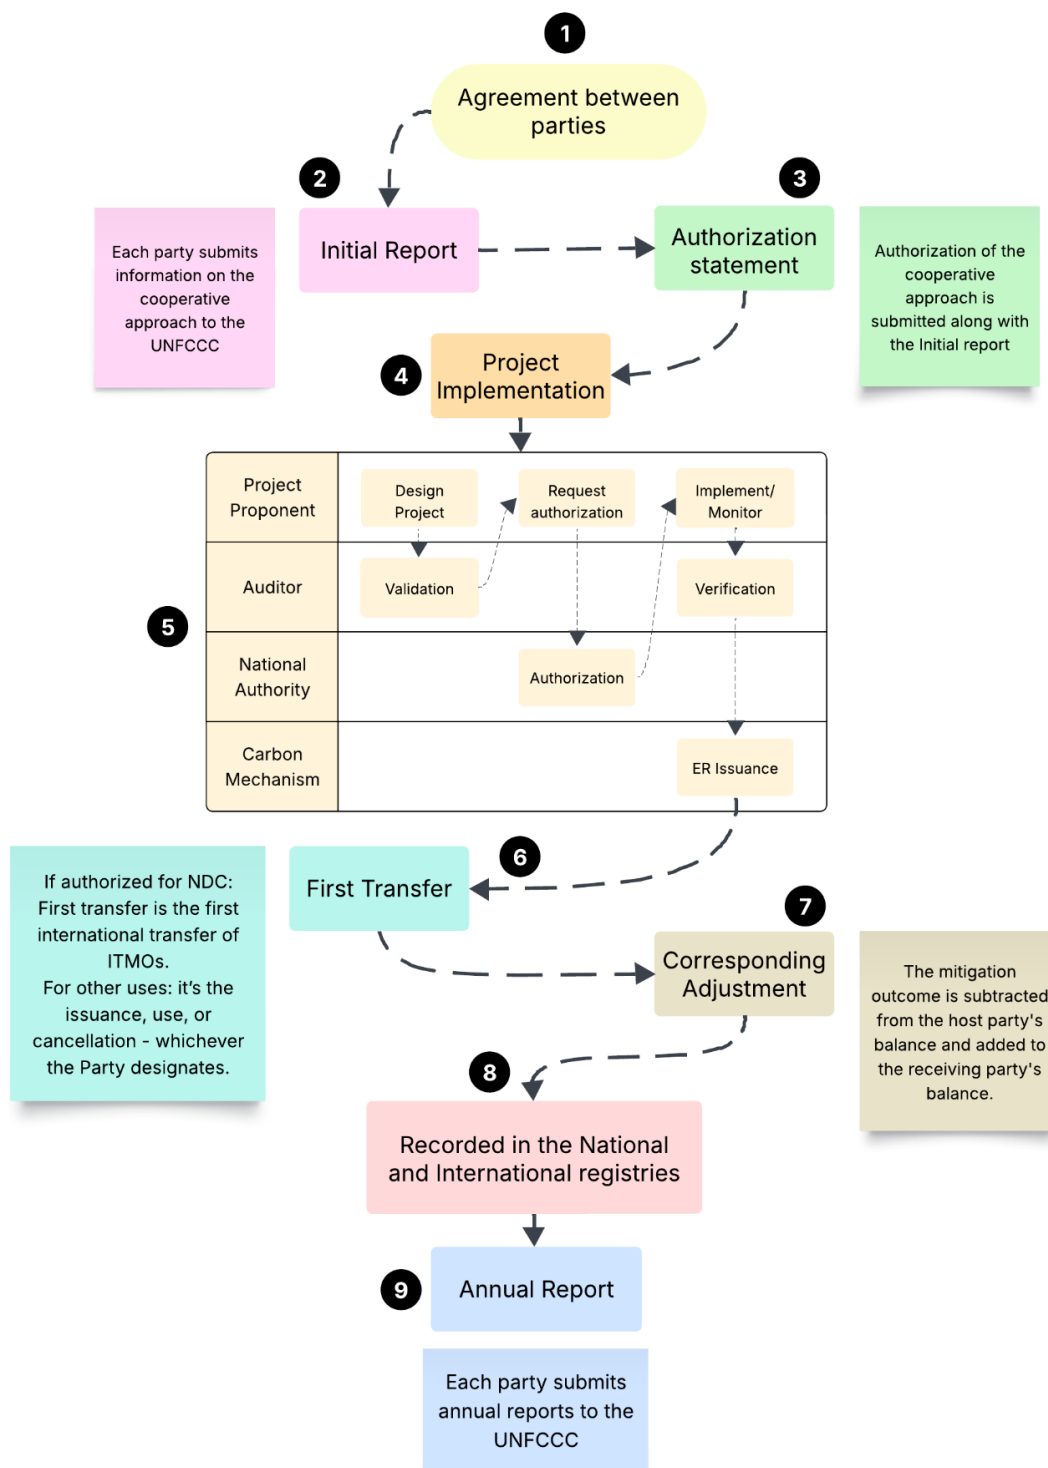 1
Agreement between
parties
2
3
Each party submits
information on the
cooperative
approach to the
UNFCCC
Initial Report
Authorization
statement
Authorization of the
cooperative
approach is
submitted along with
the Initial report
4
Project
Implementation
5
Project
Proponent
Design
Project
Request
authorization
Implement/
Monitor
Auditor
Validation
Verification
National
Authority
Authorization
Carbon
Mechanism
ER Issuance
6
First Transfer
If authorized for NDC:
First transfer is the first
international transfer of
ITMOs.
For other uses: it's the
issuance, use, or
cancellation - whichever
the Party designates.
7
Corresponding
Adjustment
The mitigation
outcome is subtracted
from the host party's
balance and added to
the receiving party's
balance.
8
Recorded in the National
and International registries
9
Annual Report
Each party submits
annual reports to the
UNFCCC